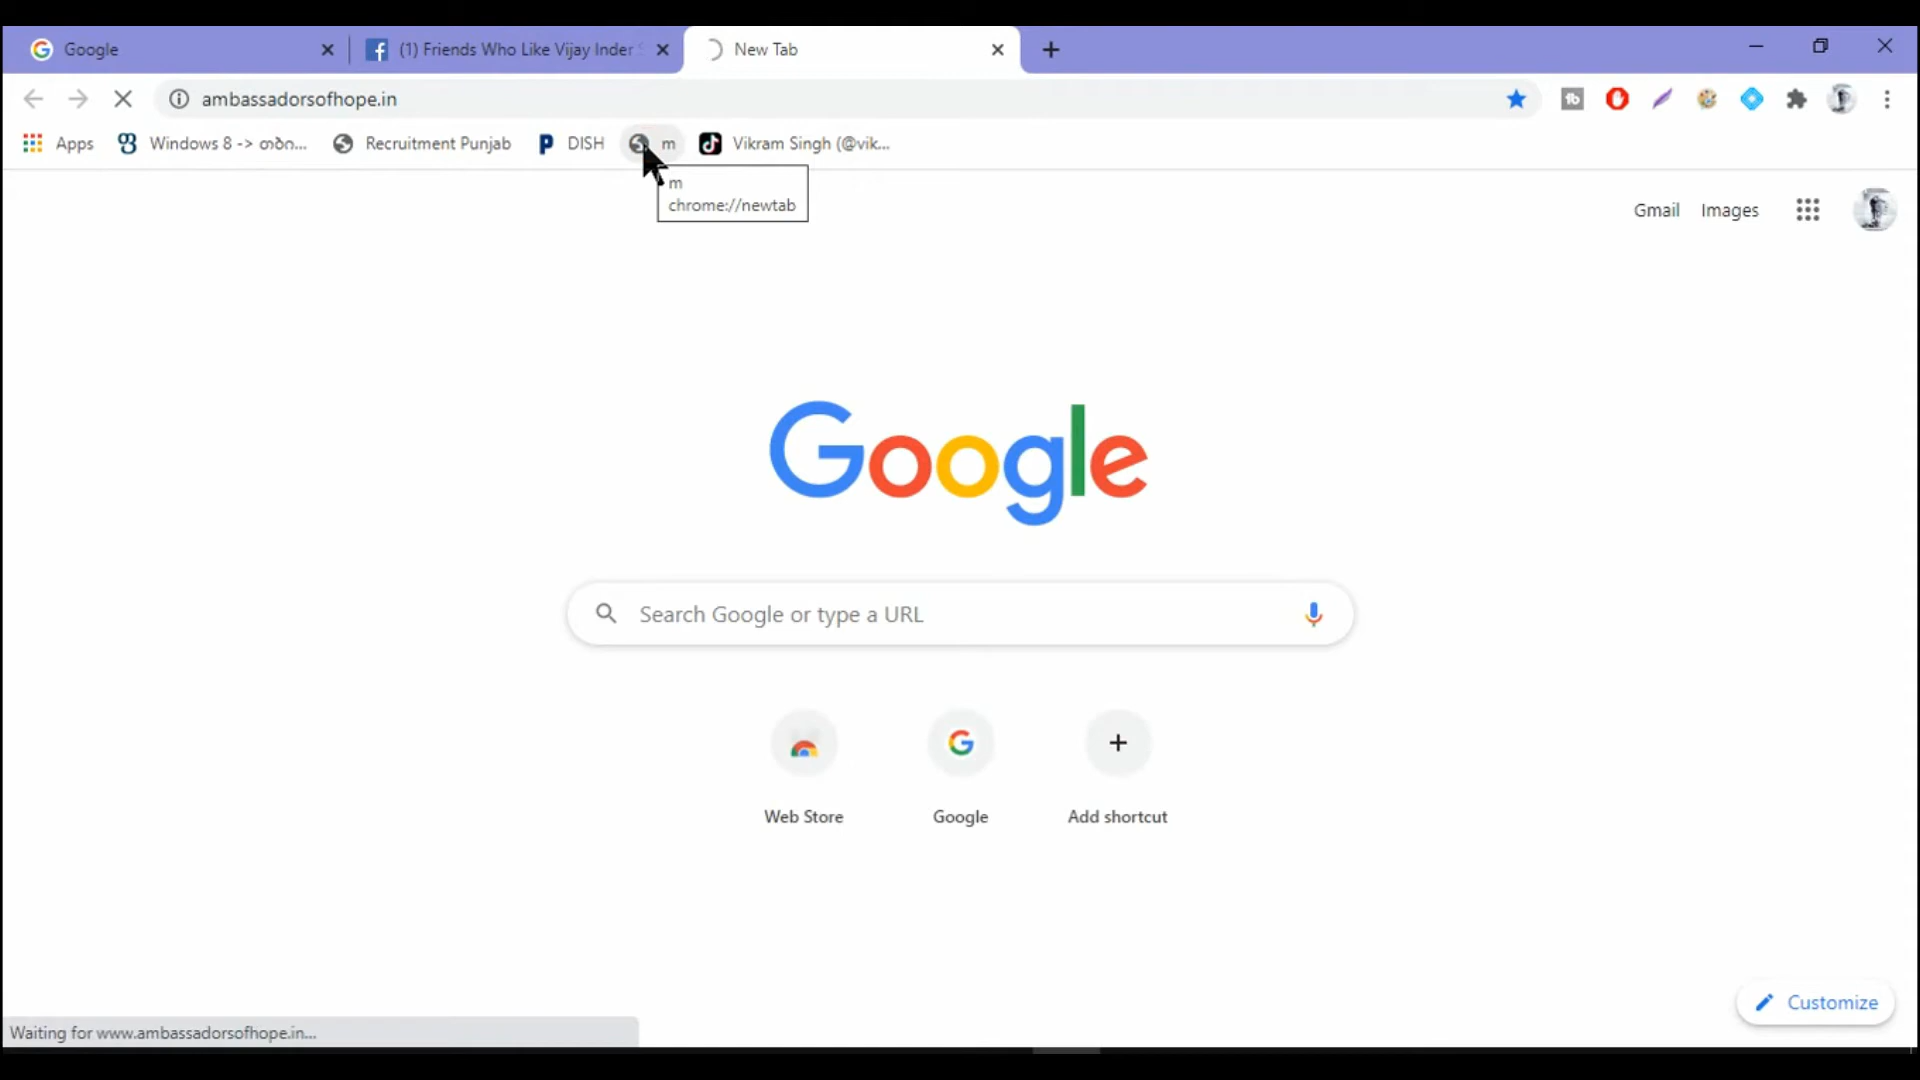 Google
(1) Friends Who Like Vijay Inder S
New Tab
ambassadorsofhope.in
Apps
Windows 8 -> თბო...
Recruitment Punjab
DISH
m
Vikram Singh (@vik...
m
chrome://newtab
Gmail
Images
Google
Search Google or type a URL
Web Store
Google
Add shortcut
Customize
Waiting for www.ambassadorsofhope.in...